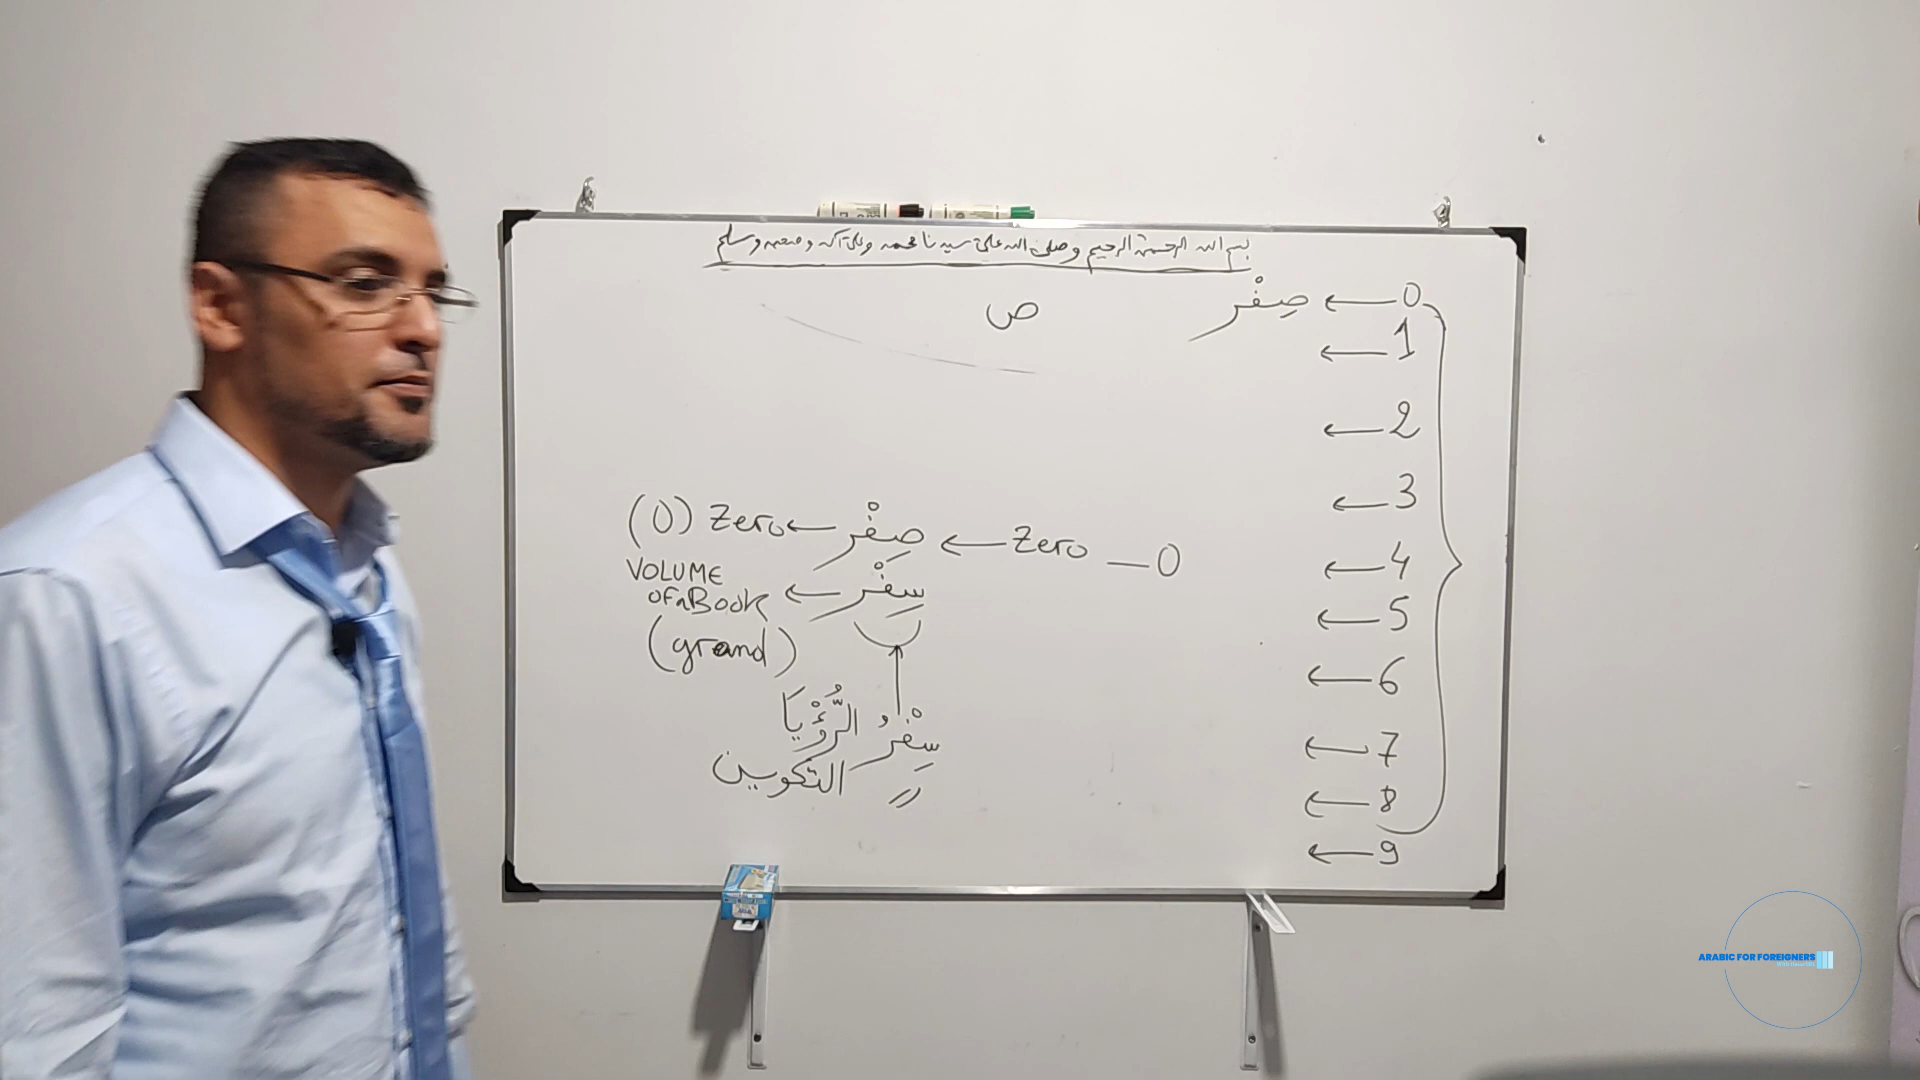 بسم الله الرحمن الرحيم وصلى الله على سيدنا محمد وعلى آله وصحبه وسلم
0 ← صِفْر
ص
1 ←
2 ←
3 ←
4 ←
5 ←
6 ←
7 ←
8 ←
9 ←
0 — Zero ← صِفْر ← Zero (0)
سِفْر ← VOLUME OF a Book
(grand)
سِفْرُ الرُّؤْيَا
〃 التكوين
ARABIC FOR FOREIGNERS